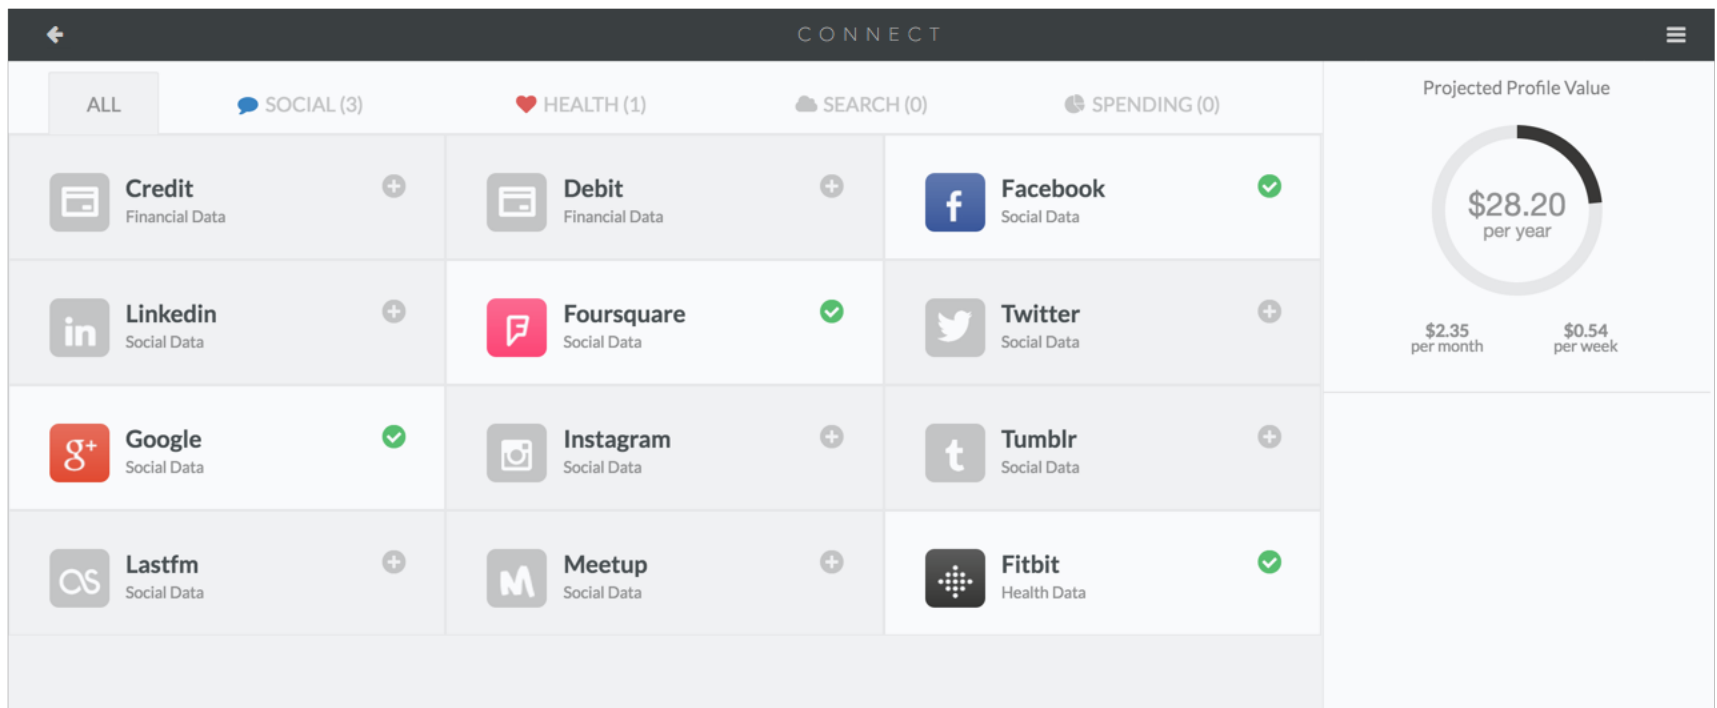 CONNECT
ALL
SOCIAL (3)
HEALTH (1)
SEARCH (0)
SPENDING (0)
Credit
Financial Data
Debit
Financial Data
f
Facebook
Social Data
in
Linkedin
Social Data
Foursquare
Social Data
Twitter
Social Data
g+
Google
Social Data
Instagram
Social Data
t
Tumblr
Social Data
Lastfm
Social Data
Meetup
Social Data
Fitbit
Health Data
Projected Profile Value
$28.20
per year
$2.35
per month
$0.54
per week